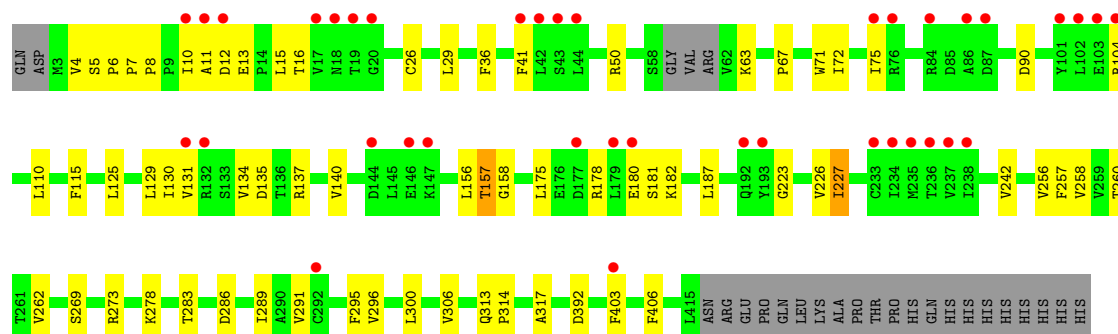 GLN ASP M3 V4 S5 P6 P7 P8 P9 I10 A11 D12 E13 P14 L15 T16 V17 N18 T19 G20 C26 L29 F36 F41 L42 S43 L44 R50 S58 GLY VAL ARG V62 K63 P67 W71 I72 I75 R76 R84 D85 A86 D87 D90 Y101 L102 E103
L110 F115 L125 L129 I130 V131 R132 S133 V134 D135 T136 R137 V140 D144 L145 E146 K147 L156 T157 G158 L175 E176 D177 R178 L179 E180 S181 K182 L187 Q192 Y193 G223 V226 I227 C233 I234 M235 T236 V237 I238 V242 V256 F257 V258 V259
T261 V262 S269 R273 K278 T283 D286 I289 A290 V291 C292 F295 V296 L300 V306 Q313 P314 A317 D392 F403 F406 L415 ASN ARG GLU PRO GLN LEU LYS ALA PRO THR PRO HIS GLN HIS HIS HIS HIS HIS HIS HIS HIS